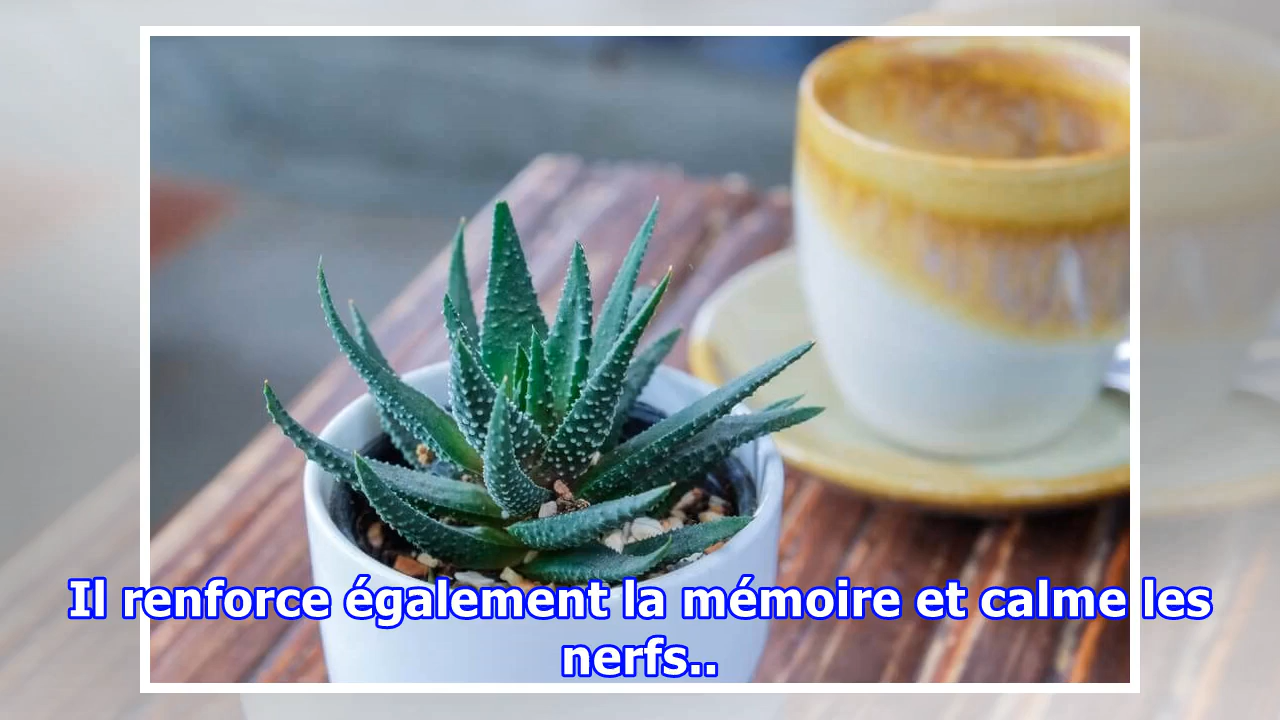 Il renforce également la mémoire et calme les
nerfs..